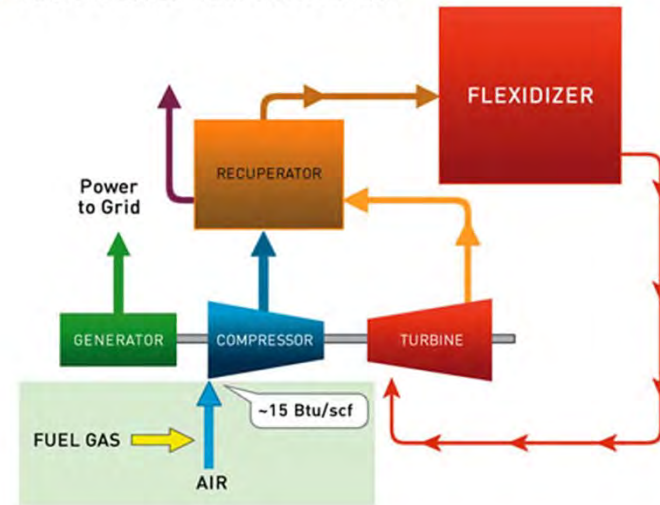 FLEXIDIZER
RECUPERATOR
Power
to Grid
GENERATOR
COMPRESSOR
TURBINE
~15 Btu/scf
FUEL GAS
AIR